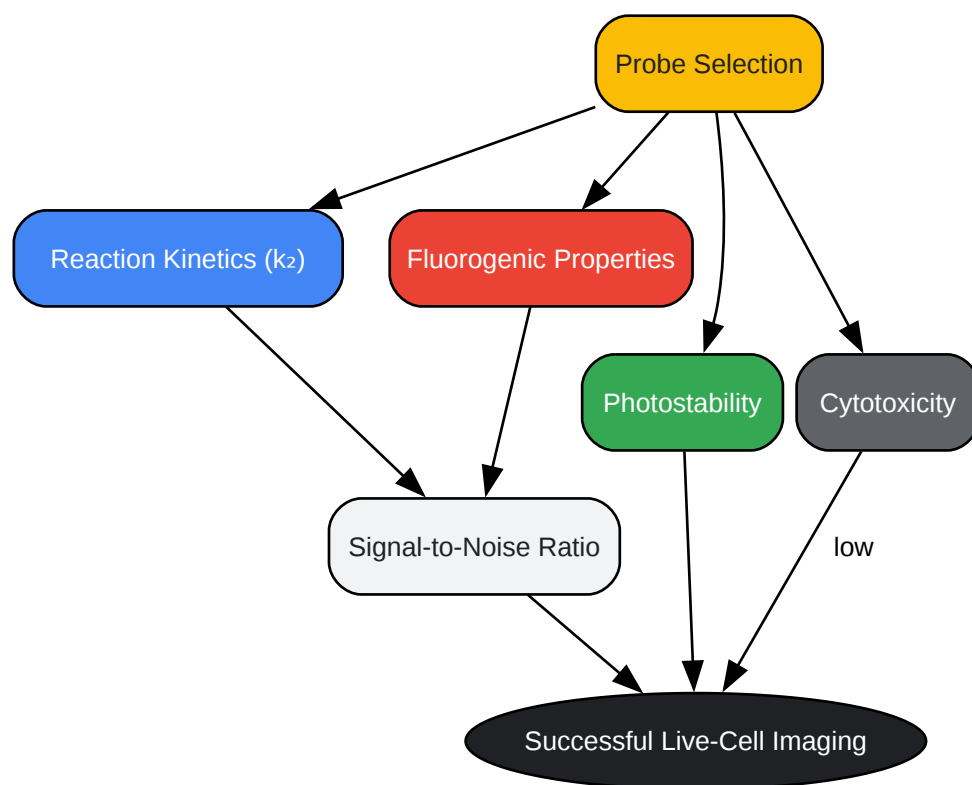 Probe Selection
Reaction Kinetics (k₂)
Fluorogenic Properties
Photostability
Cytotoxicity
Signal-to-Noise Ratio
low
Successful Live-Cell Imaging